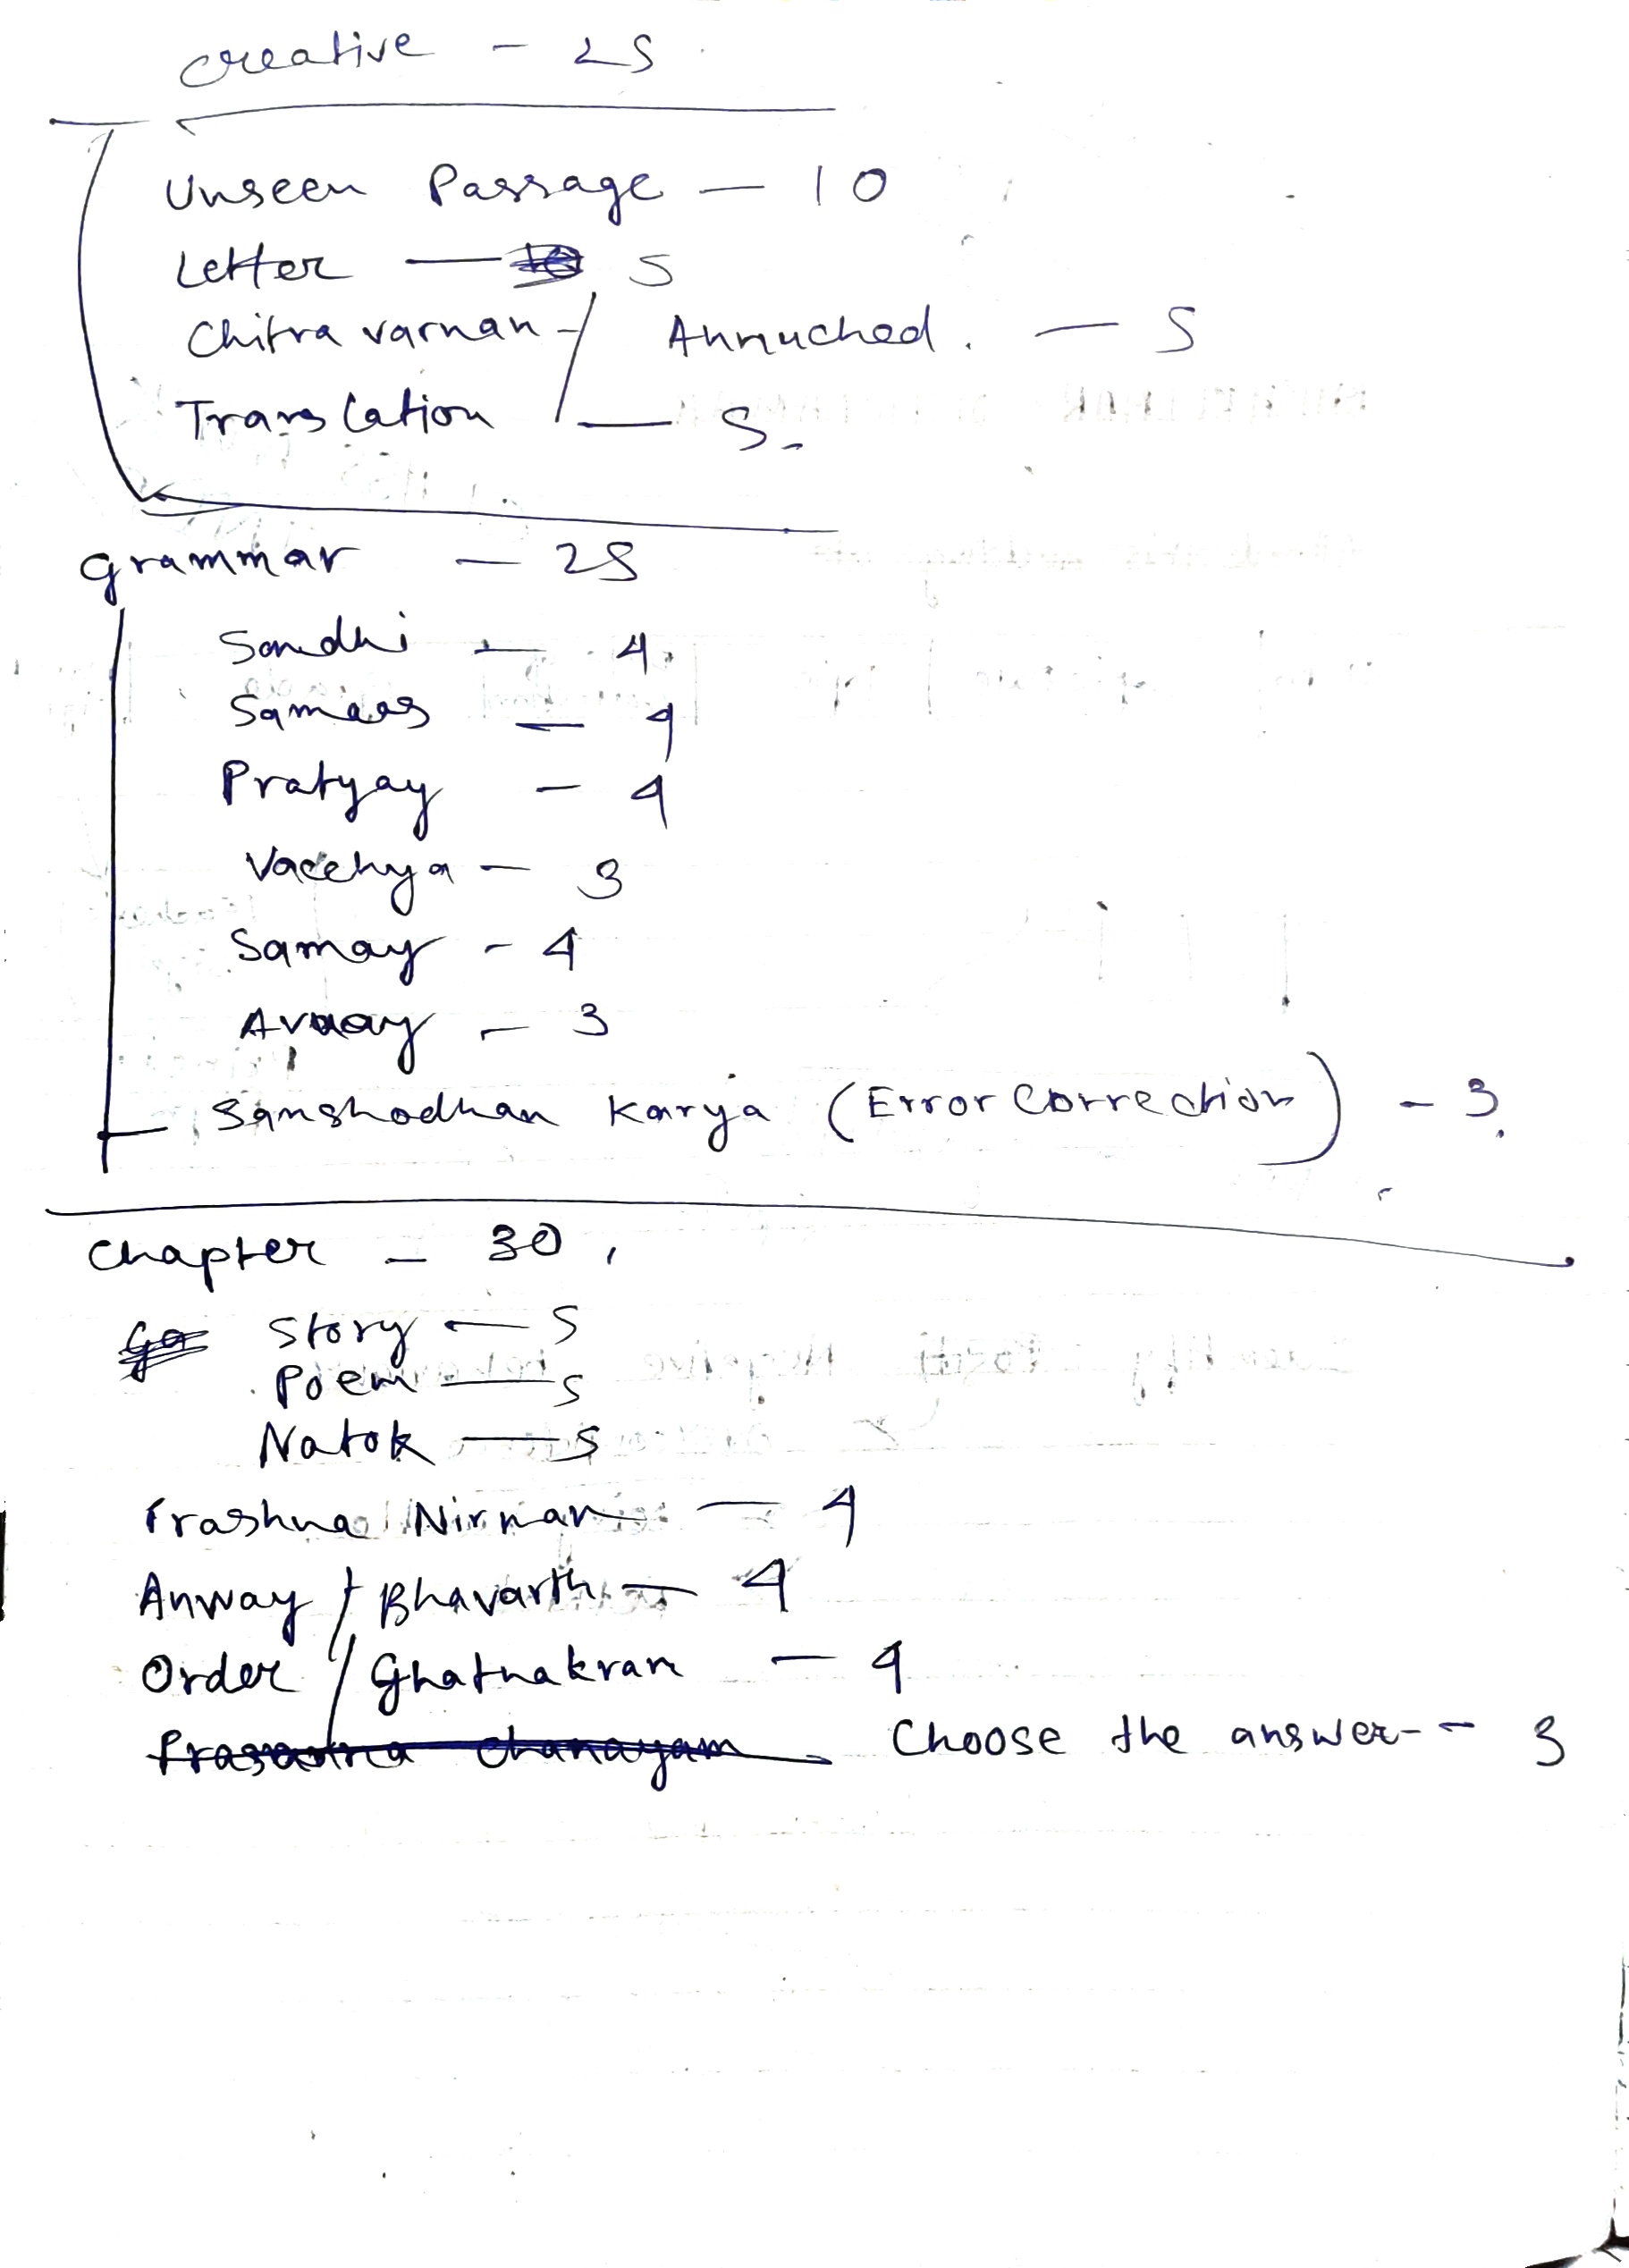 creative - 25
Unseen Passage - 10
Letter - 5
Chitra varnan / Annuched. - 5
Translation - 5.
grammar - 25
Sandhi - 4.
Samaas - 4
Pratyay - 4
Vacchya - 3
Samay - 4
Avyay - 3
Sanshodhan Karya (Error Correction) - 3.
Chapter - 30.
Story - 5
Poem - 5
Natok - 5
Prashna Nirman - 4
Anway / Bhavarth - 4
Order / Ghatnakram - 4
Choose the answer - 3